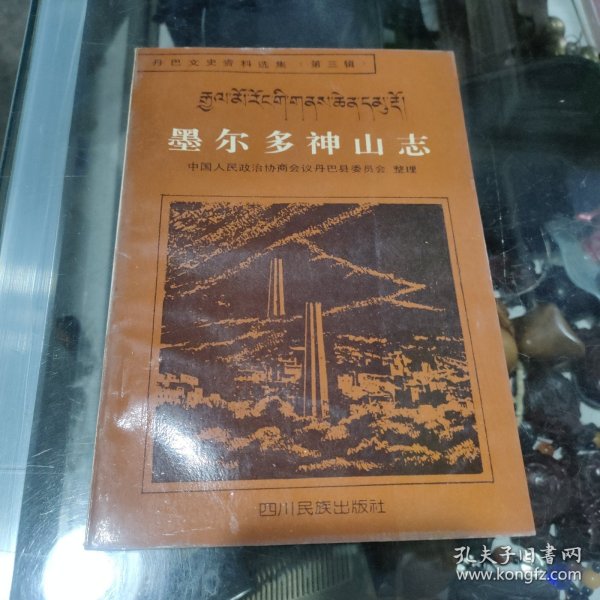 丹巴文史资料选集 · 第三辑
རྒྱལ་མོ་རོང་གི་གནས་ཆེན་དམུ་རྡོ།
墨尔多神山志
中国人民政治协商会议丹巴县委员会 整理
四川民族出版社
孔夫子旧书网
www.kongfz.com